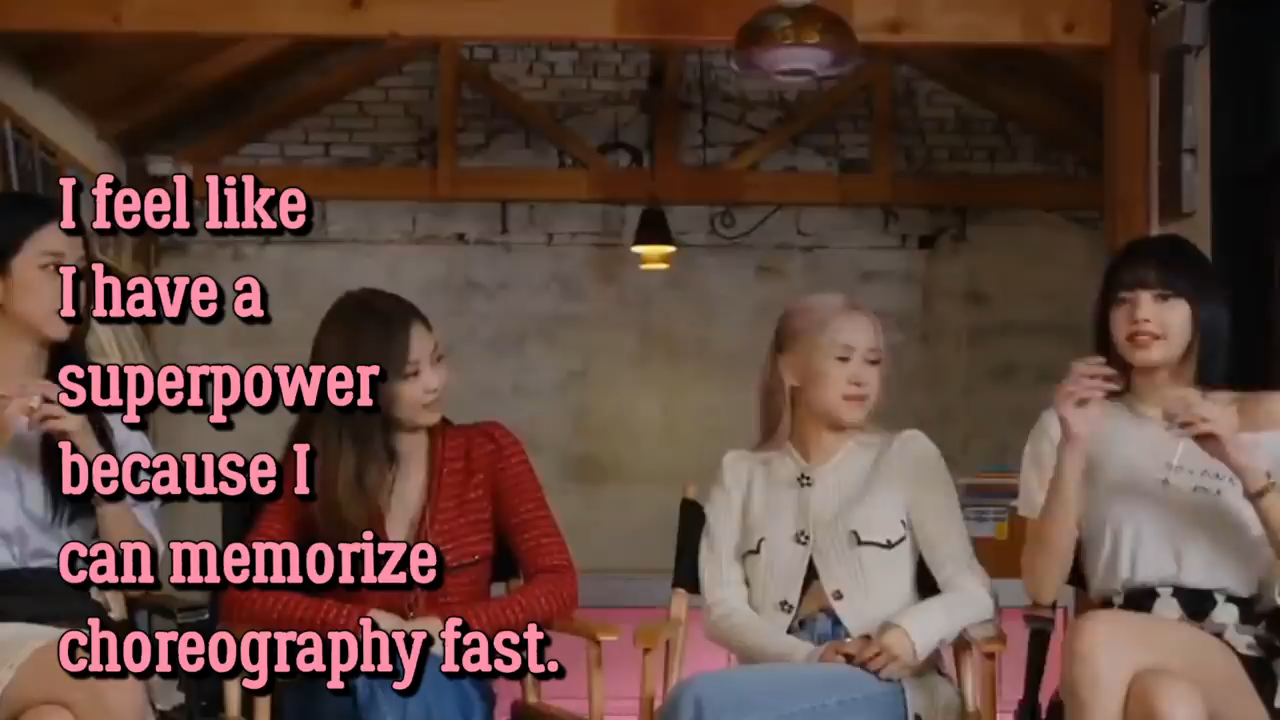 I feel like
I have a
superpower
because I
can memorize
choreography fast.